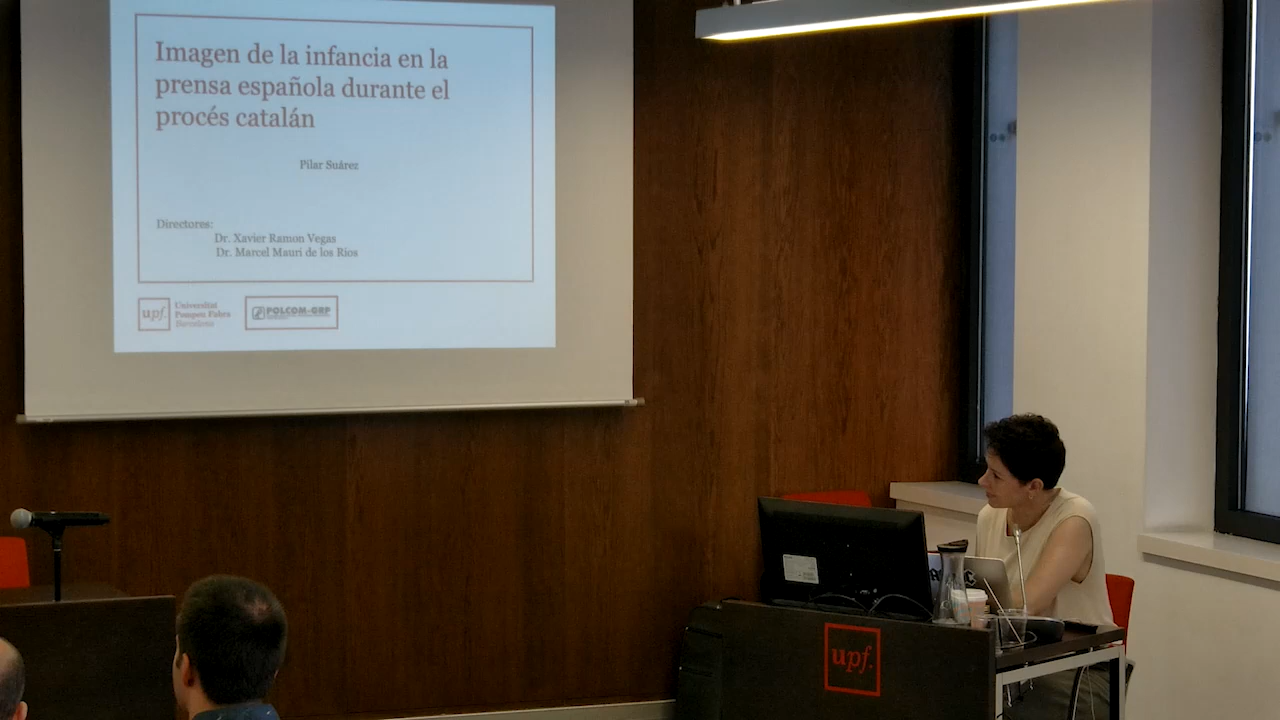 Imagen de la infancia en la
prensa española durante el
procés catalán
Pilar Suárez
Directores:
Dr. Xavier Ramon Vegas
Dr. Marcel Mauri de los Ríos
upf.
Universitat
Pompeu Fabra
Barcelona
POLCOM-GRP
upf.